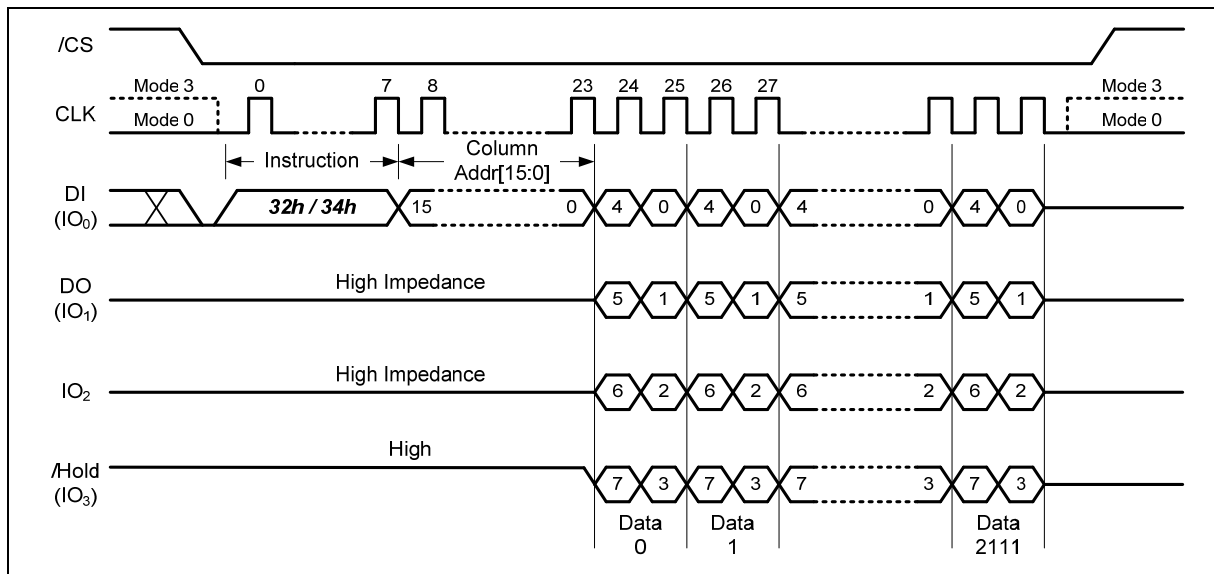 /CS
Mode 3 0 7 8 23 24 25 26 27 Mode 3
CLK
Mode 0 Mode 0
Instruction Column
Addr[15:0]
DI
(IO0) 32h / 34h 15 0 4 0 4 0 4 0 4 0
High Impedance
DO
(IO1) 5 1 5 1 5 1 5 1
High Impedance
IO2 6 2 6 2 6 2 6 2
High
/Hold
(IO3) 7 3 7 3 7 3 7 3
Data Data Data
0 1 2111